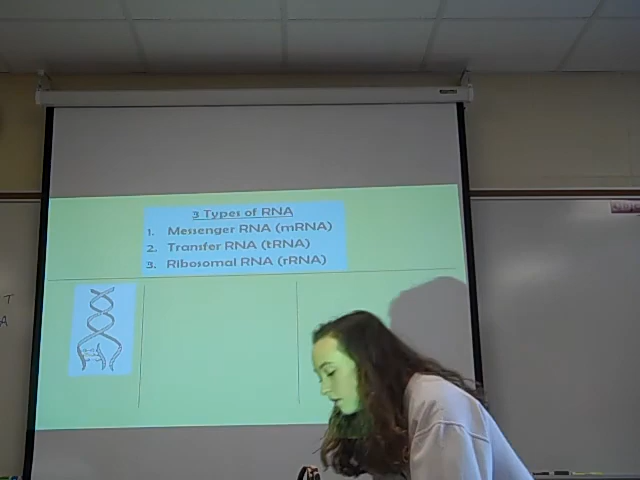 3 Types of RNA
1. Messenger RNA (mRNA)
2. Transfer RNA (tRNA)
3. Ribosomal RNA (rRNA)
T
A